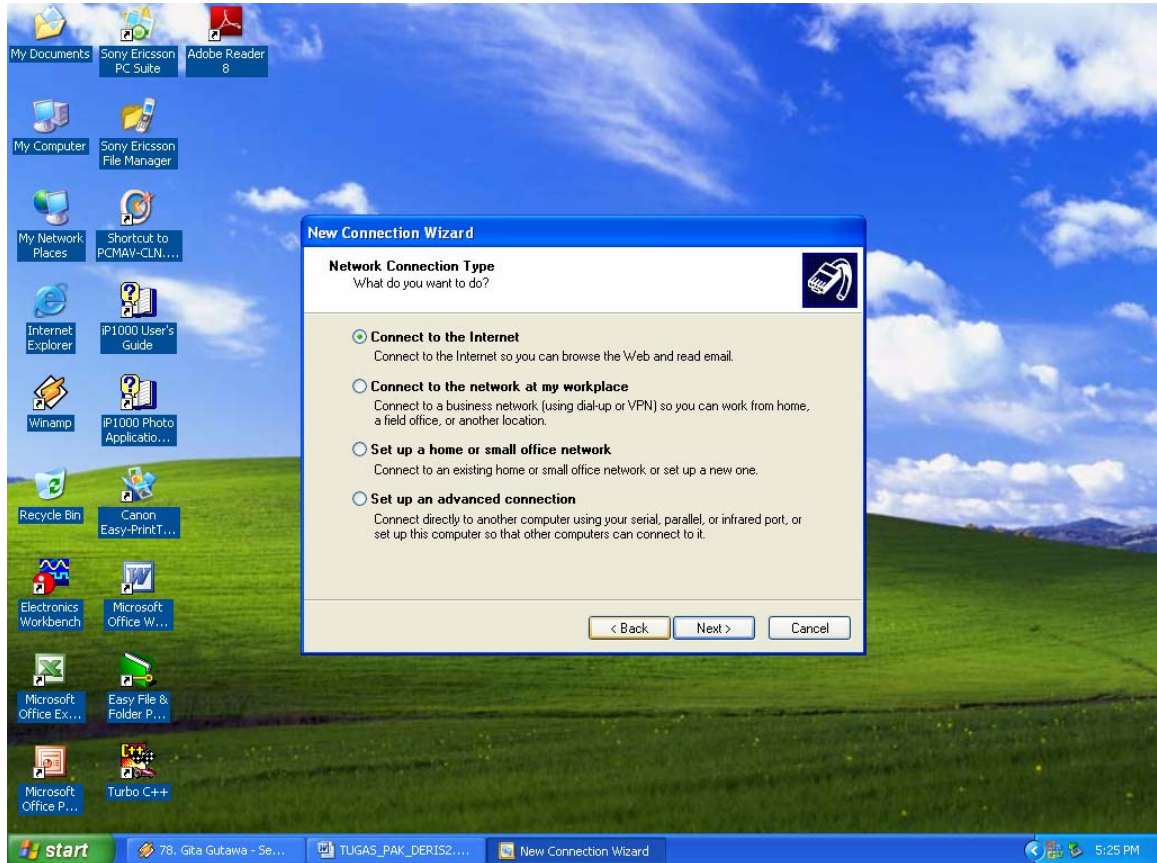 My Documents
Sony Ericsson
PC Suite
Adobe Reader
8
My Computer
Sony Ericsson
File Manager
My Network
Places
Shortcut to
PCMAV-CLN....
Internet
Explorer
iP1000 User's
Guide
Winamp
iP1000 Photo
Applicatio...
Recycle Bin
Canon
Easy-PrintT...
Electronics
Workbench
Microsoft
Office W...
Microsoft
Office Ex...
Easy File &
Folder P...
Microsoft
Office P...
Turbo C++
New Connection Wizard
Network Connection Type
What do you want to do?
Connect to the Internet
Connect to the Internet so you can browse the Web and read email.
Connect to the network at my workplace
Connect to a business network (using dial-up or VPN) so you can work from home,
a field office, or another location.
Set up a home or small office network
Connect to an existing home or small office network or set up a new one.
Set up an advanced connection
Connect directly to another computer using your serial, parallel, or infrared port, or
set up this computer so that other computers can connect to it.
< Back
Next >
Cancel
start
78. Gita Gutawa - Se...
TUGAS_PAK_DERIS2....
New Connection Wizard
5:25 PM